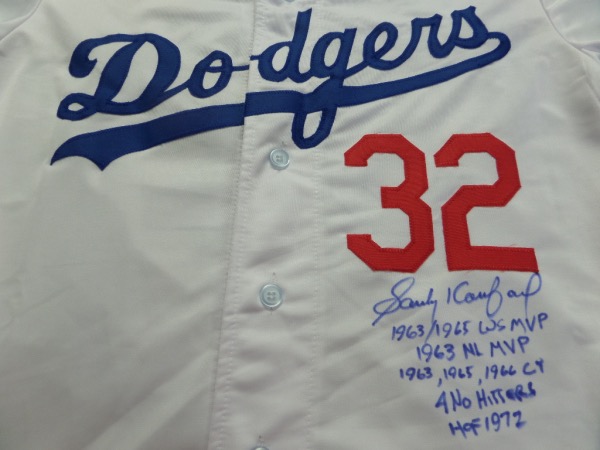 Dodgers
32
Sandy Koufax
1963/1965 WS MVP
1963 NL MVP
1963, 1965, 1966 CY
4 No Hitters
HOF 1972